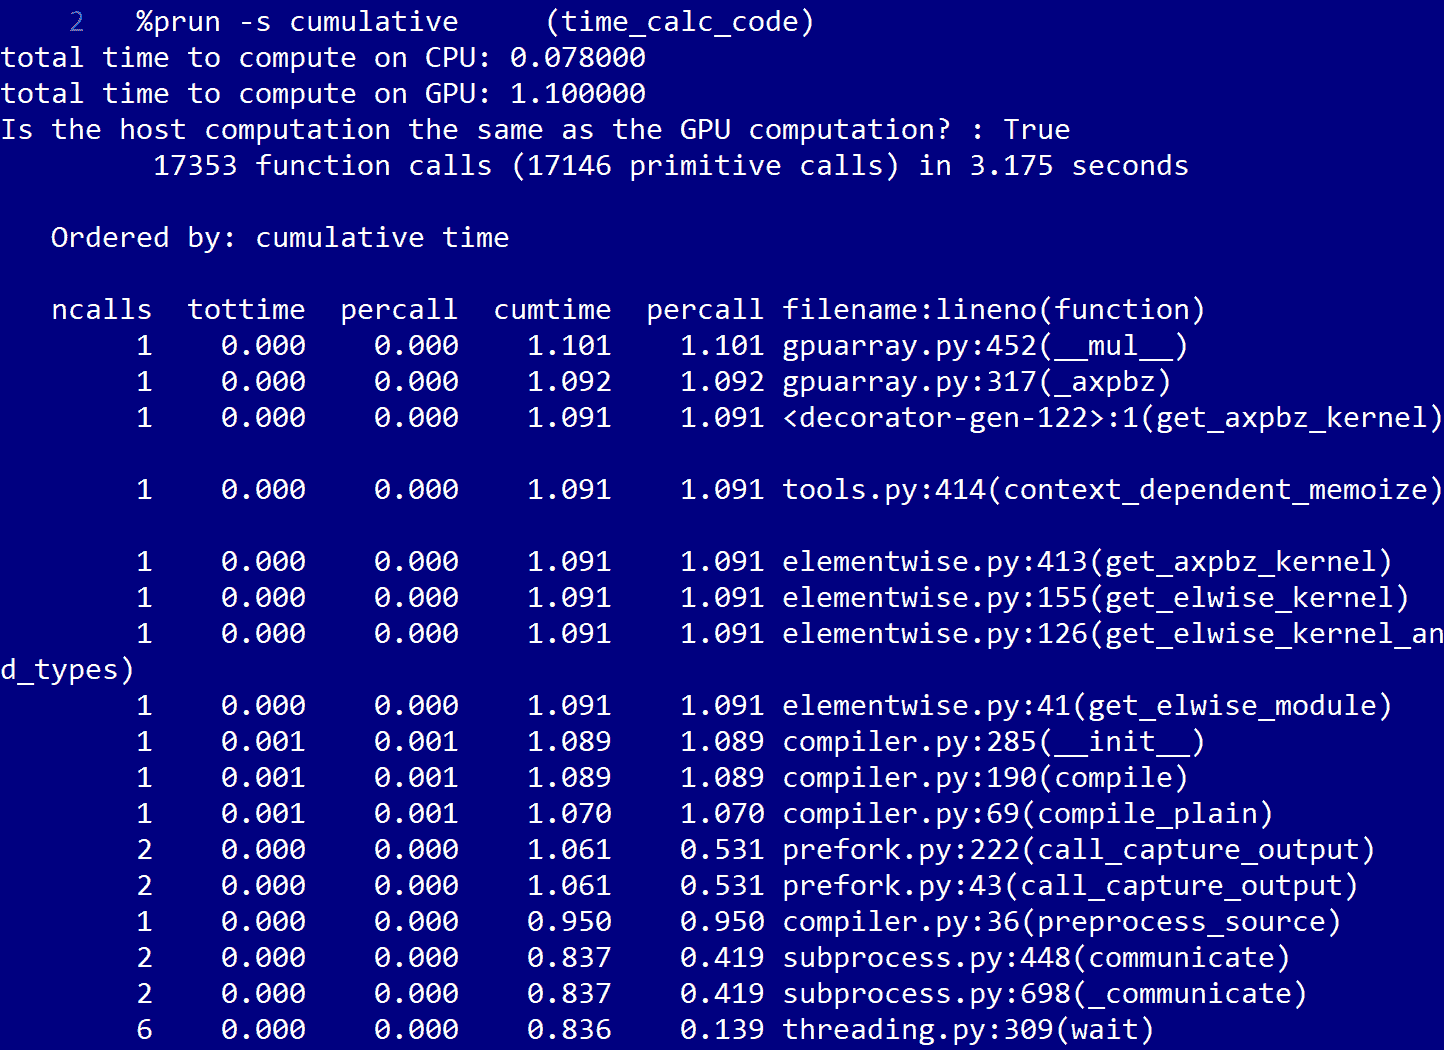 2   %prun -s cumulative     (time_calc_code)
total time to compute on CPU: 0.078000
total time to compute on GPU: 1.100000
Is the host computation the same as the GPU computation? : True
         17353 function calls (17146 primitive calls) in 3.175 seconds
   Ordered by: cumulative time
   ncalls  tottime  percall  cumtime  percall filename:lineno(function)
        1    0.000    0.000    1.101    1.101 gpuarray.py:452(__mul__)
        1    0.000    0.000    1.092    1.092 gpuarray.py:317(_axpbz)
        1    0.000    0.000    1.091    1.091 <decorator-gen-122>:1(get_axpbz_kernel)
        1    0.000    0.000    1.091    1.091 tools.py:414(context_dependent_memoize)
        1    0.000    0.000    1.091    1.091 elementwise.py:413(get_axpbz_kernel)
        1    0.000    0.000    1.091    1.091 elementwise.py:155(get_elwise_kernel)
        1    0.000    0.000    1.091    1.091 elementwise.py:126(get_elwise_kernel_an
d_types)
        1    0.000    0.000    1.091    1.091 elementwise.py:41(get_elwise_module)
        1    0.001    0.001    1.089    1.089 compiler.py:285(__init__)
        1    0.001    0.001    1.089    1.089 compiler.py:190(compile)
        1    0.001    0.001    1.070    1.070 compiler.py:69(compile_plain)
        2    0.000    0.000    1.061    0.531 prefork.py:222(call_capture_output)
        2    0.000    0.000    1.061    0.531 prefork.py:43(call_capture_output)
        1    0.000    0.000    0.950    0.950 compiler.py:36(preprocess_source)
        2    0.000    0.000    0.837    0.419 subprocess.py:448(communicate)
        2    0.000    0.000    0.837    0.419 subprocess.py:698(_communicate)
        6    0.000    0.000    0.836    0.139 threading.py:309(wait)